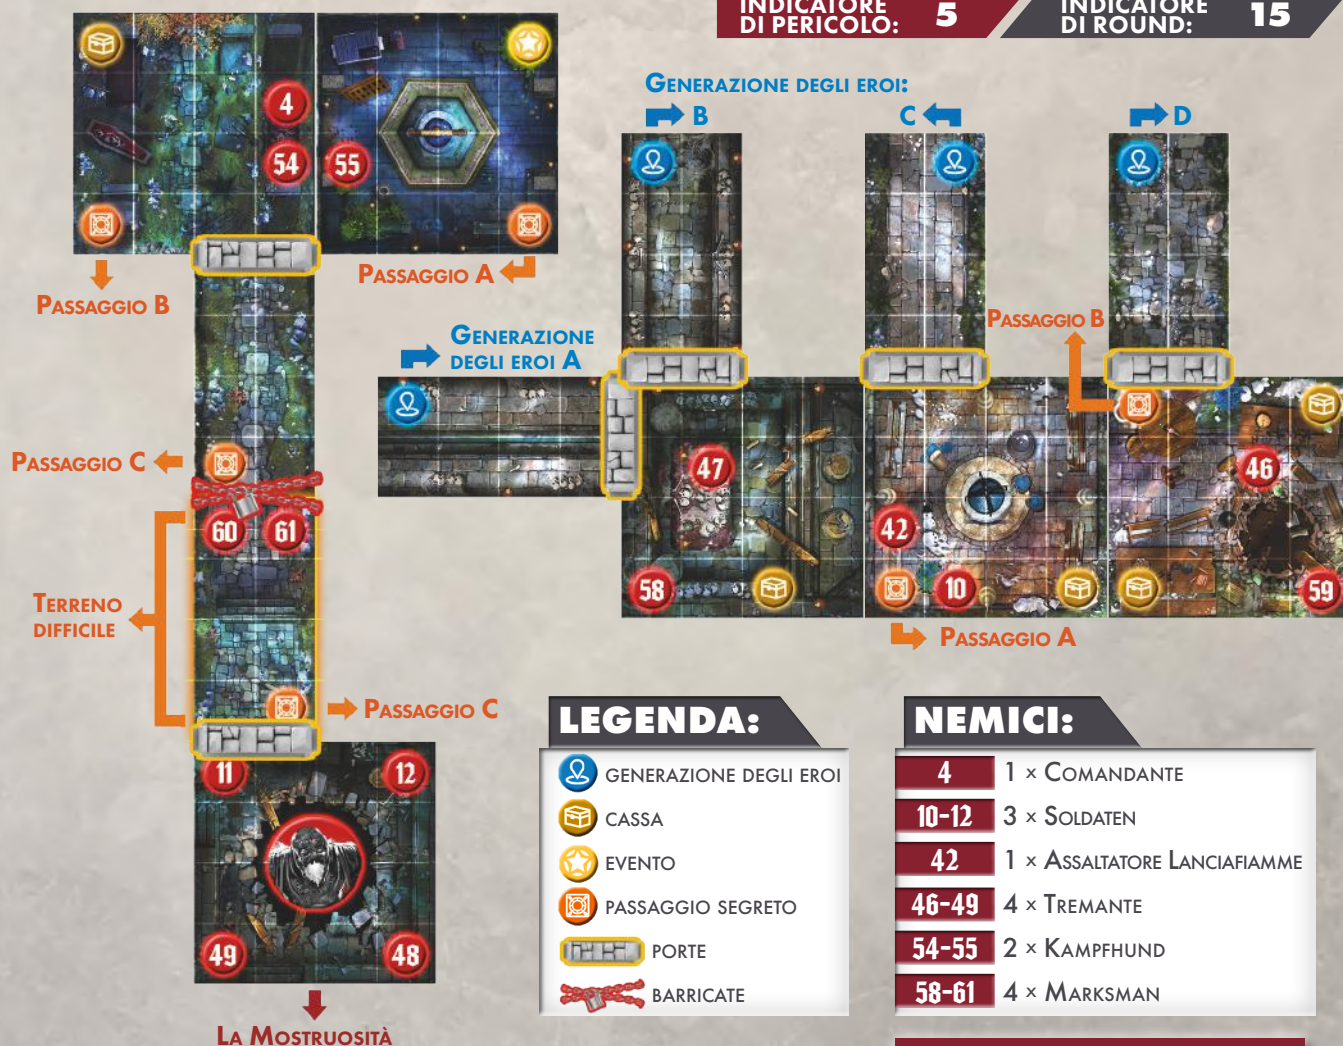 INDICATORE
DI PERICOLO: 5
INDICATORE
DI ROUND: 15
GENERAZIONE DEGLI EROI:
B
C
D
4
54
55
PASSAGGIO A
PASSAGGIO B
GENERAZIONE
DEGLI EROI A
PASSAGGIO B
PASSAGGIO C
47
46
42
58
10
59
60
61
TERRENO
DIFFICILE
PASSAGGIO A
PASSAGGIO C
11
12
49
48
LA MOSTRUOSITÀ
LEGENDA:
GENERAZIONE DEGLI EROI
CASSA
EVENTO
PASSAGGIO SEGRETO
PORTE
BARRICATE
NEMICI:
4 1 × COMANDANTE
10-12 3 × SOLDATEN
42 1 × ASSALTATORE LANCIAFIAMME
46-49 4 × TREMANTE
54-55 2 × KAMPFHUND
58-61 4 × MARKSMAN